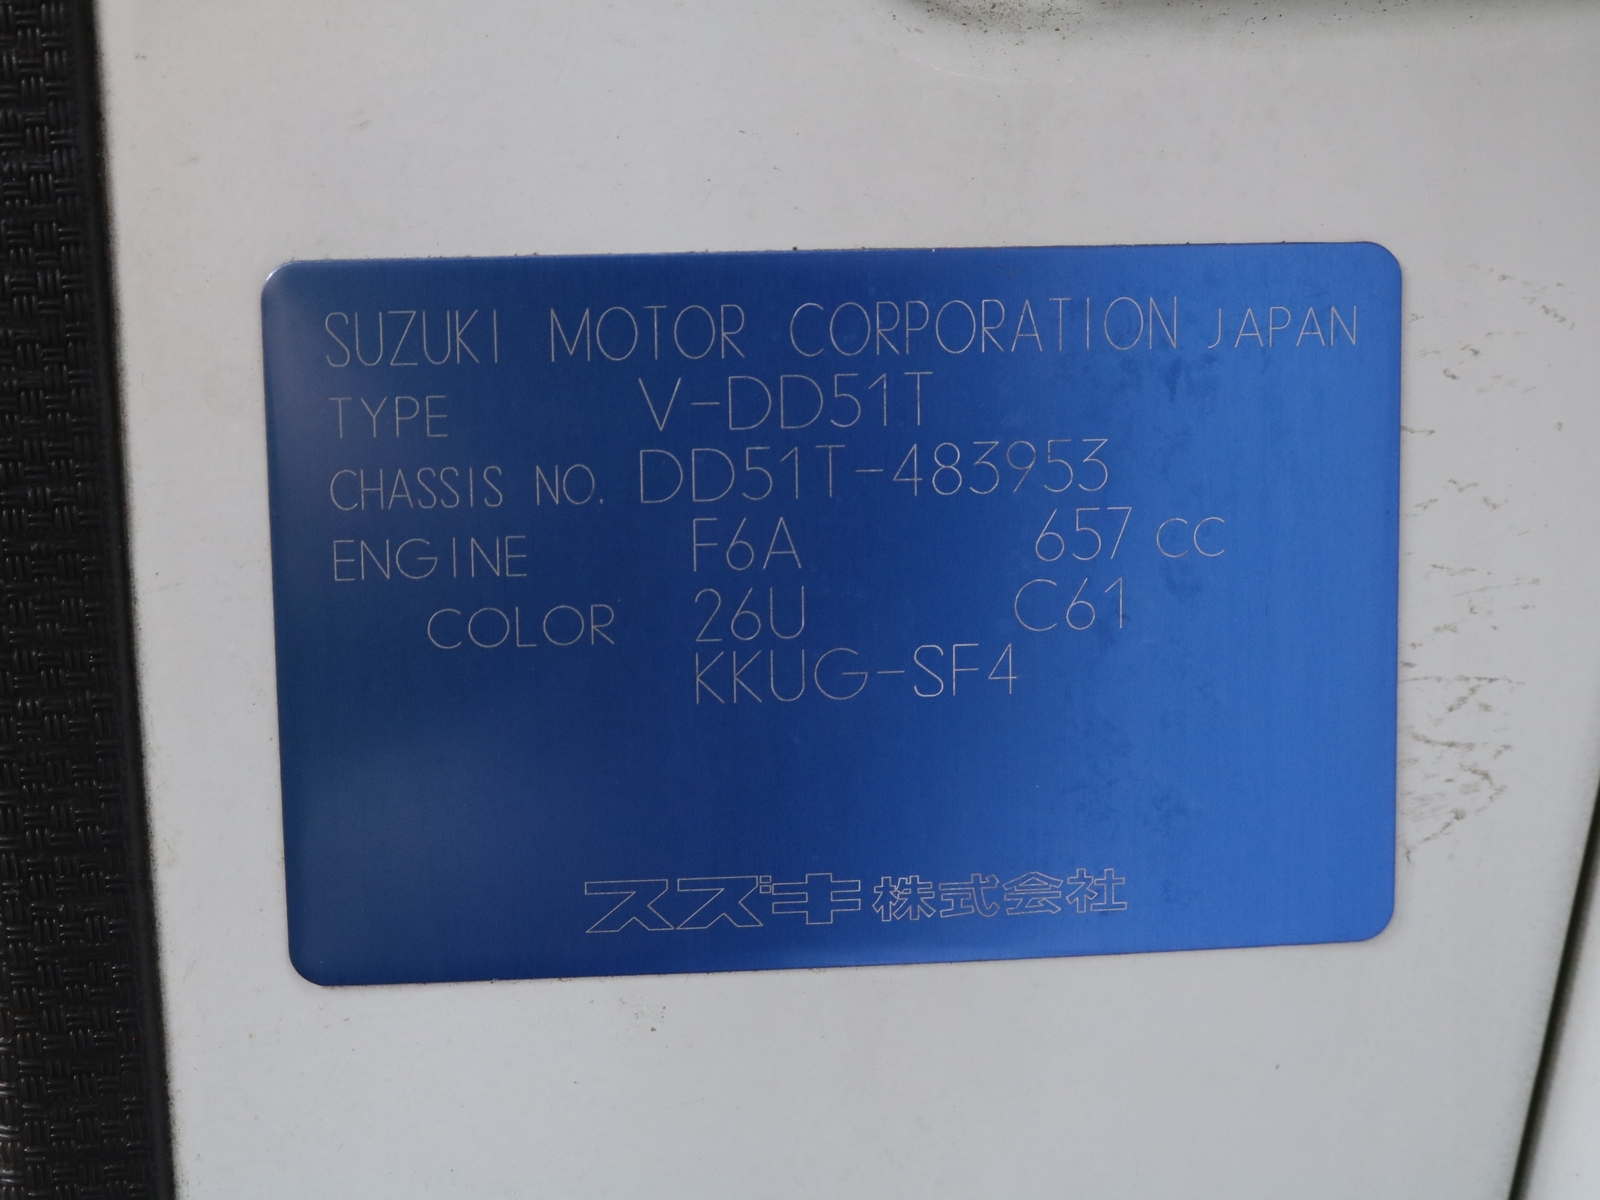 SUZUKI MOTOR CORPORATION JAPAN
TYPE V-DD51T
CHASSIS NO. DD51T-483953
ENGINE F6A 657 CC
COLOR 26U C61
KKUG-SF4
スズキ株式会社